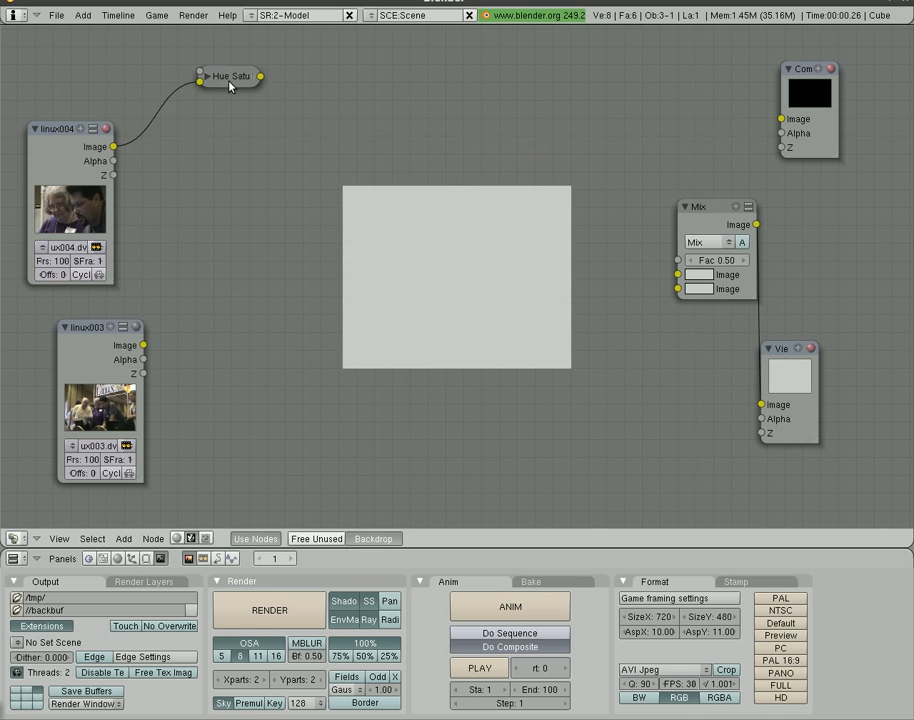 Blender
File Add Timeline Game Render Help SR:2-Model SCE:Scene www.blender.org 249.2 Ve:8 | Fa:6 | Ob:3-1 | La:1 | Mem:1.45M (35.16M) | Time:00:00.26 | Cube
Hue Satu
Com
Image
Alpha
Z
linux004
Image
Alpha
Z
ux004.dv
Frs: 100 SFra: 1
Offs: 0 Cycl
Mix
Image
Mix A
Fac 0.50
Image
Image
linux003
Image
Alpha
Z
ux003.dv
Frs: 100 SFra: 1
Offs: 0 Cycl
Vie
Image
Alpha
Z
View Select Add Node Use Nodes Free Unused Backdrop
Panels 1
Output Render Layers
/tmp/
//backbuf
Extensions Touch No Overwrite
No Set Scene
Dither: 0.000 Edge Edge Settings
Threads: 2 Disable Te Free Tex Imag
Save Buffers
Render Window
Render
RENDER
Shado SS Pan
EnvMa Ray Radi
OSA MBLUR 100%
5 8 11 16 Bf: 0.50 75% 50% 25%
Xparts: 2 Yparts: 2 Fields Odd X
Gaus 1.00
Sky Premul Key 128 Border
Anim Bake
ANIM
Do Sequence
Do Composite
PLAY rt: 0
Sta: 1 End: 100
Step: 1
Format Stamp
Game framing settings
SizeX: 720 SizeY: 480
AspX: 10.00 AspY: 11.00
AVI Jpeg Crop
Q: 90 FPS: 30 / 1.001
BW RGB RGBA
PAL
NTSC
Default
Preview
PC
PAL 16:9
PANO
FULL
HD